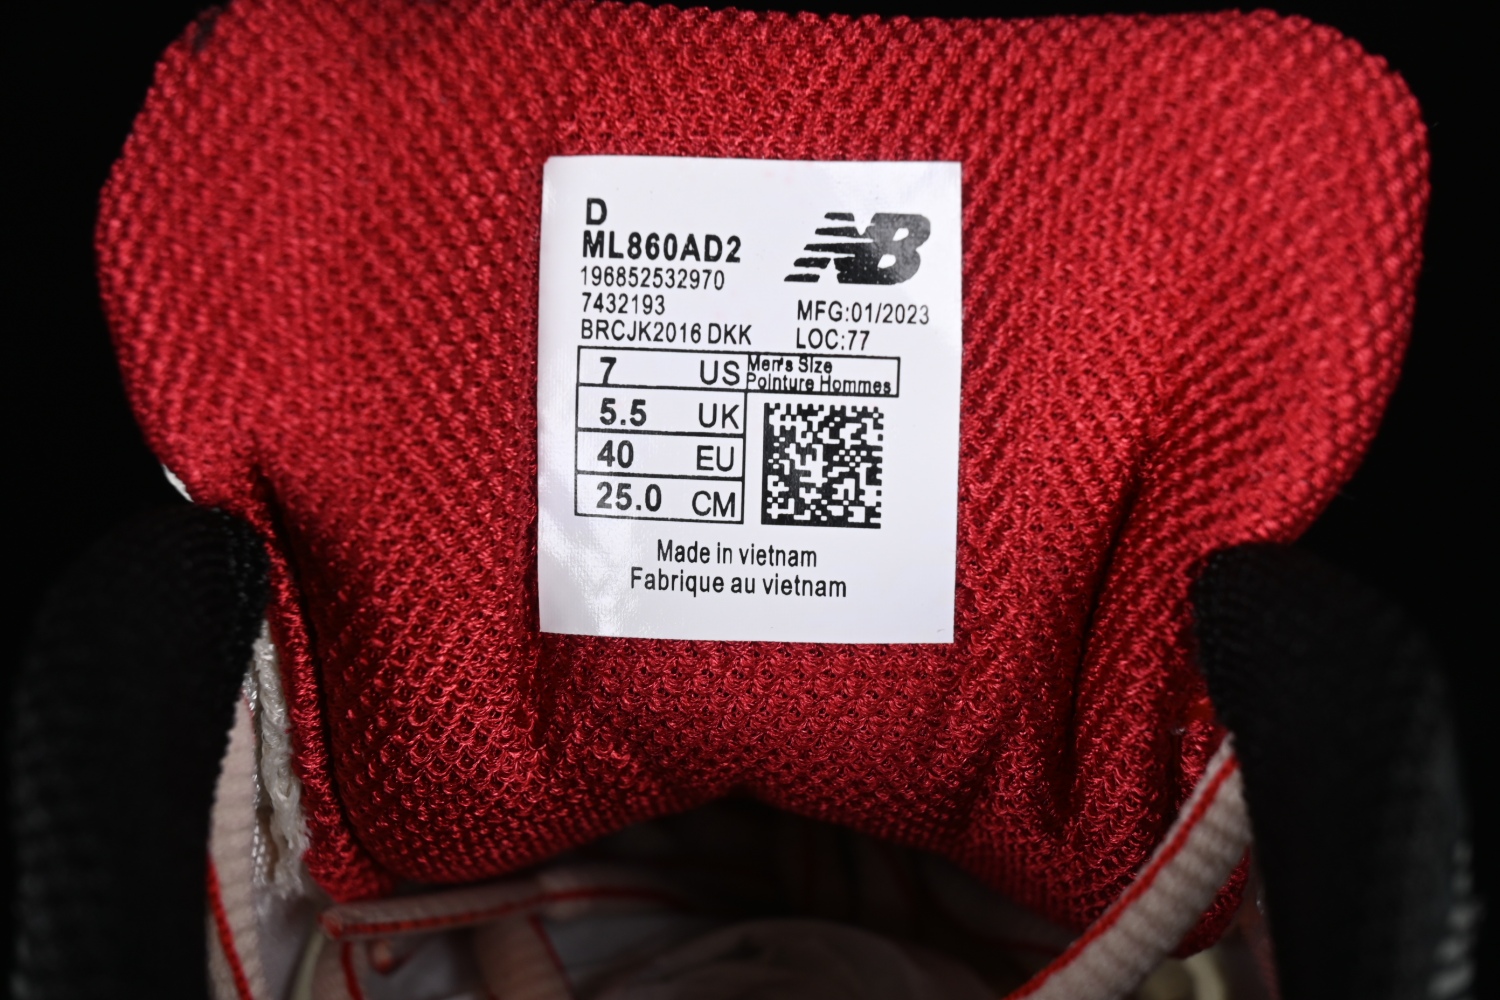 D
ML860AD2
196852532970
7432193
BRCJK2016 DKK
NB
MFG:01/2023
LOC:77
7 US
Men's Size
Pointure Hommes
5.5 UK
40 EU
25.0 CM
Made in vietnam
Fabrique au vietnam